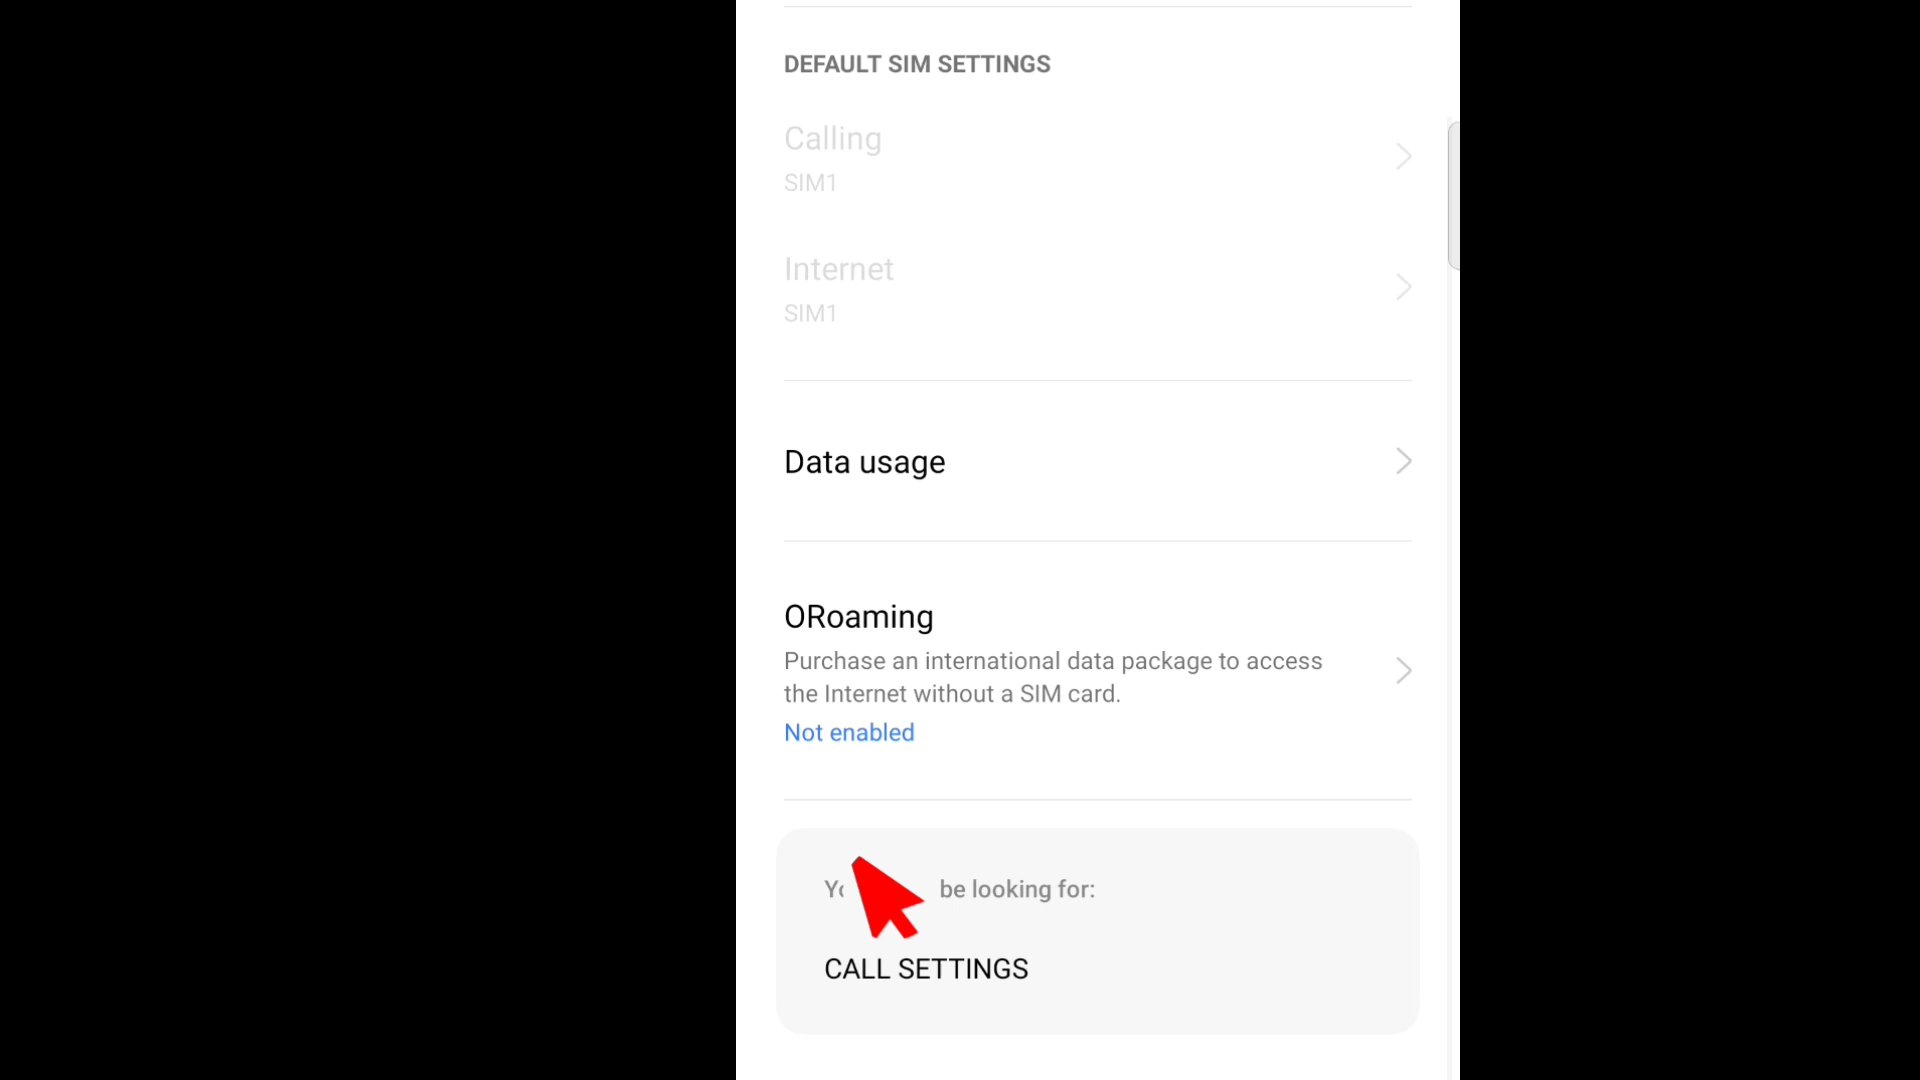 DEFAULT SIM SETTINGS
Calling
SIM1
Internet
SIM1
Data usage
ORoaming
Purchase an international data package to access
the Internet without a SIM card.
Not enabled
be looking for:
CALL SETTINGS